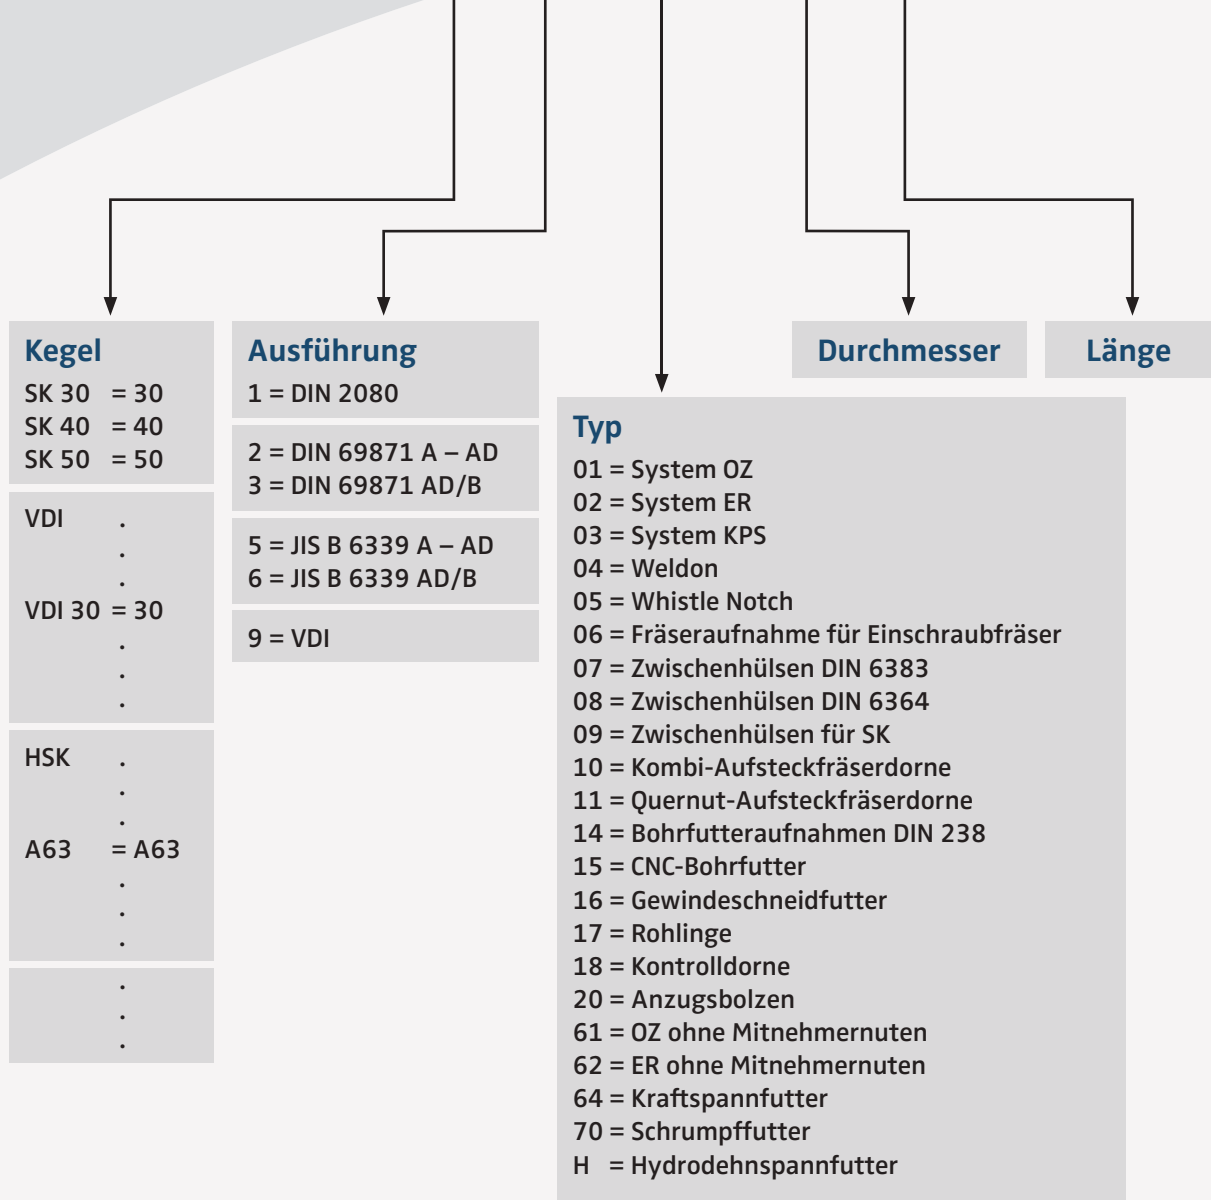 Kegel
SK 30 = 30
SK 40 = 40
SK 50 = 50
VDI .
.
.
VDI 30 = 30
.
.
.
HSK .
.
.
A63 = A63
.
.
.
.
.
.
Ausführung
1 = DIN 2080
2 = DIN 69871 A – AD
3 = DIN 69871 AD/B
5 = JIS B 6339 A – AD
6 = JIS B 6339 AD/B
9 = VDI
Typ
01 = System OZ
02 = System ER
03 = System KPS
04 = Weldon
05 = Whistle Notch
06 = Fräseraufnahme für Einschraubfräser
07 = Zwischenhülsen DIN 6383
08 = Zwischenhülsen DIN 6364
09 = Zwischenhülsen für SK
10 = Kombi-Aufsteckfräserdorne
11 = Quernut-Aufsteckfräserdorne
14 = Bohrfutteraufnahmen DIN 238
15 = CNC-Bohrfutter
16 = Gewindeschneidfutter
17 = Rohlinge
18 = Kontrolldorne
20 = Anzugsbolzen
61 = OZ ohne Mitnehmernuten
62 = ER ohne Mitnehmernuten
64 = Kraftspannfutter
70 = Schrumpffutter
H = Hydrodehnspannfutter
Durchmesser
Länge